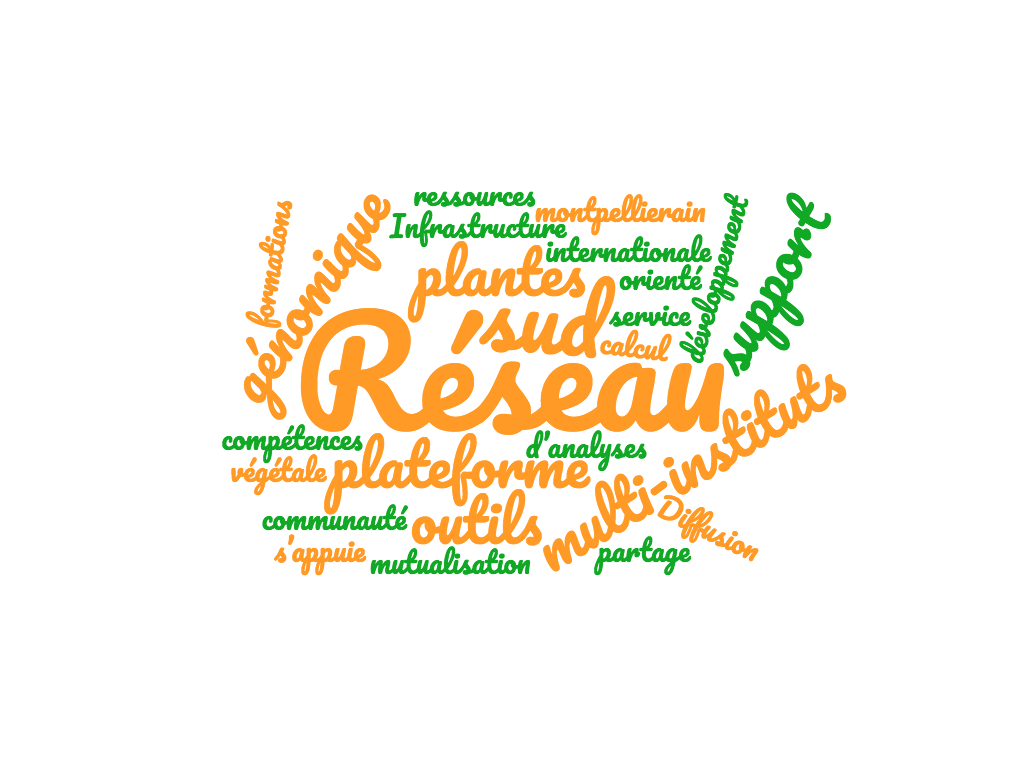 ressources
montpellierain
Infrastructure
formations
génomique
internationale
plantes
orienté
développement
support
sud
service
calcul
Réseau
multi-instituts
compétences
d'analyses
végétale
plateforme
communauté
outils
Diffusion
s'appuie
mutualisation
partage